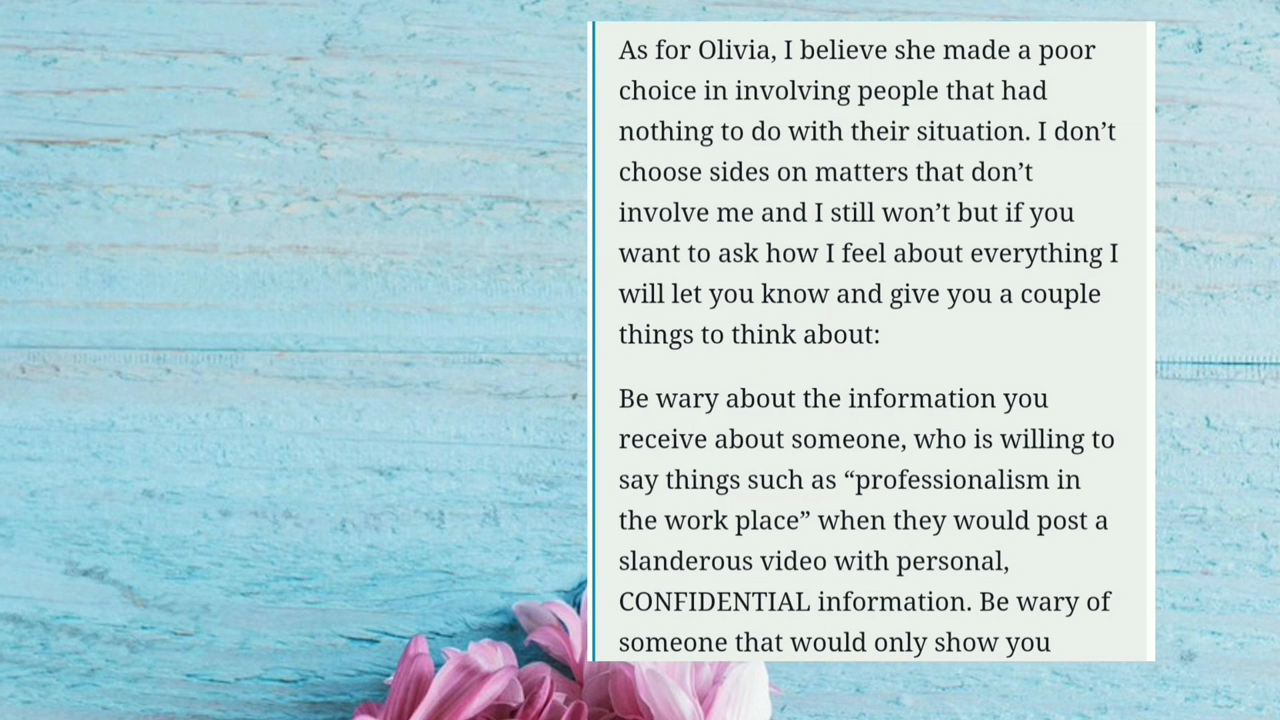 As for Olivia, I believe she made a poor
choice in involving people that had
nothing to do with their situation. I don’t
choose sides on matters that don’t
involve me and I still won’t but if you
want to ask how I feel about everything I
will let you know and give you a couple
things to think about:
Be wary about the information you
receive about someone, who is willing to
say things such as “professionalism in
the work place” when they would post a
slanderous video with personal,
CONFIDENTIAL information. Be wary of
someone that would only show you